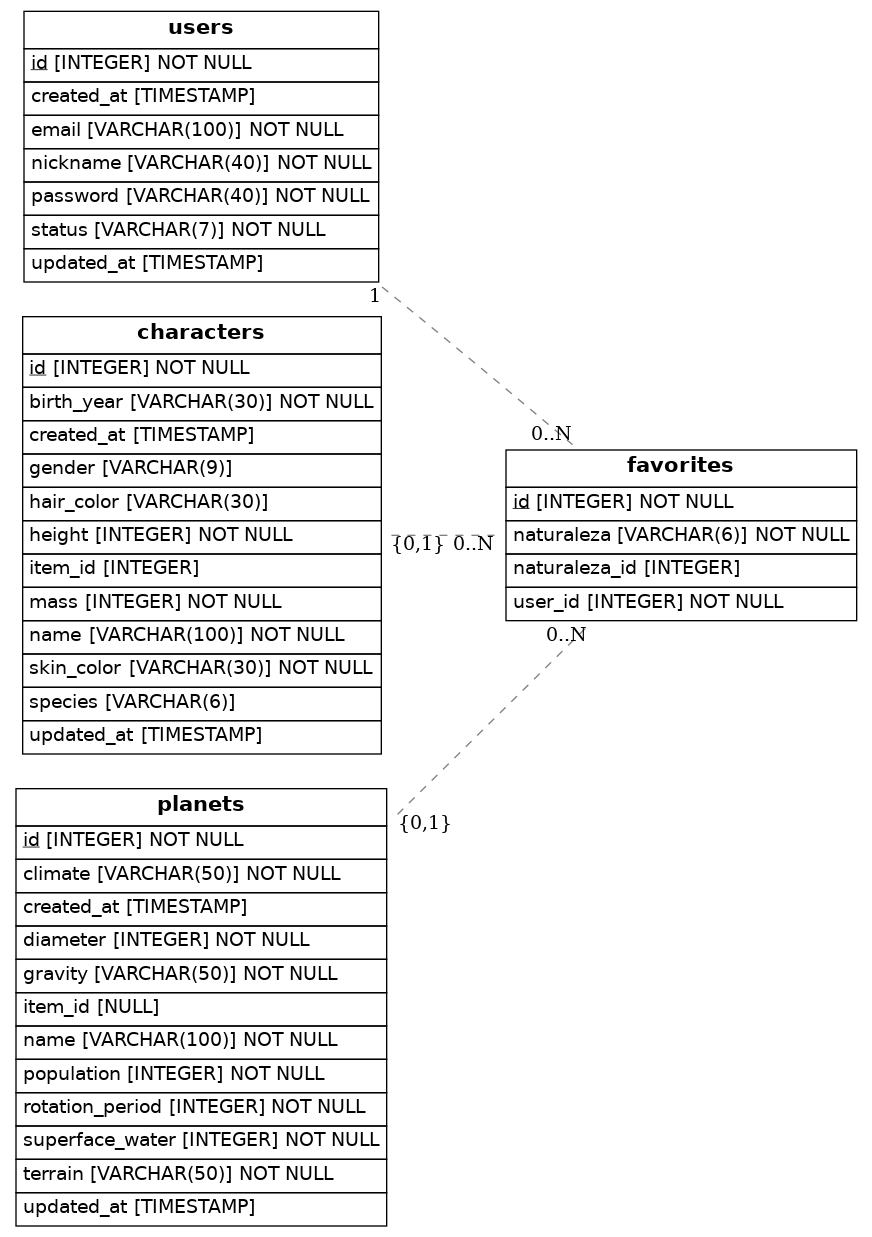 users
id [INTEGER] NOT NULL
created_at [TIMESTAMP]
email [VARCHAR(100)] NOT NULL
nickname [VARCHAR(40)] NOT NULL
password [VARCHAR(40)] NOT NULL
status [VARCHAR(7)] NOT NULL
updated_at [TIMESTAMP]
1
0..N
characters
id [INTEGER] NOT NULL
birth_year [VARCHAR(30)] NOT NULL
created_at [TIMESTAMP]
gender [VARCHAR(9)]
hair_color [VARCHAR(30)]
height [INTEGER] NOT NULL
item_id [INTEGER]
mass [INTEGER] NOT NULL
name [VARCHAR(100)] NOT NULL
skin_color [VARCHAR(30)] NOT NULL
species [VARCHAR(6)]
updated_at [TIMESTAMP]
{0,1} 0..N
favorites
id [INTEGER] NOT NULL
naturaleza [VARCHAR(6)] NOT NULL
naturaleza_id [INTEGER]
user_id [INTEGER] NOT NULL
0..N
{0,1}
planets
id [INTEGER] NOT NULL
climate [VARCHAR(50)] NOT NULL
created_at [TIMESTAMP]
diameter [INTEGER] NOT NULL
gravity [VARCHAR(50)] NOT NULL
item_id [NULL]
name [VARCHAR(100)] NOT NULL
population [INTEGER] NOT NULL
rotation_period [INTEGER] NOT NULL
superface_water [INTEGER] NOT NULL
terrain [VARCHAR(50)] NOT NULL
updated_at [TIMESTAMP]